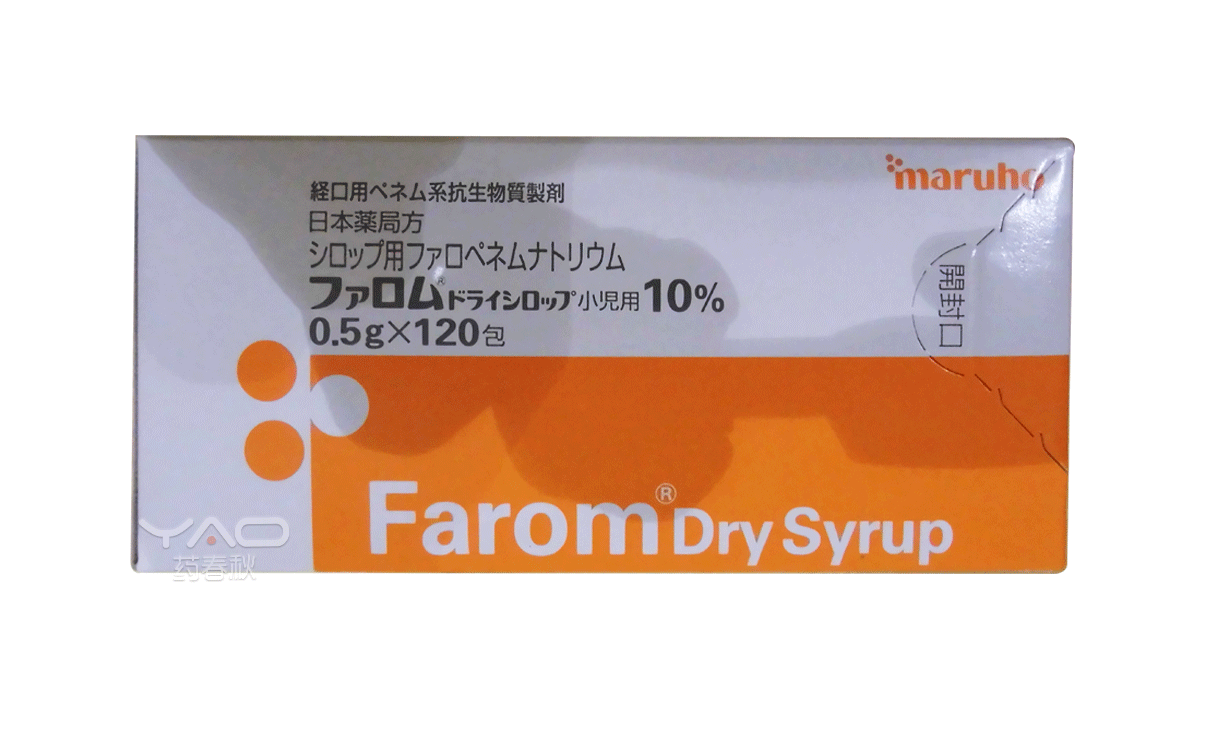 maruho
経口用ペネム系抗生物質製剤
日本薬局方
シロップ用ファロペネムナトリウム
ファロム® ドライシロップ小児用10%
0.5g×120包
開封口
Farom® Dry Syrup
YAO
药春秋